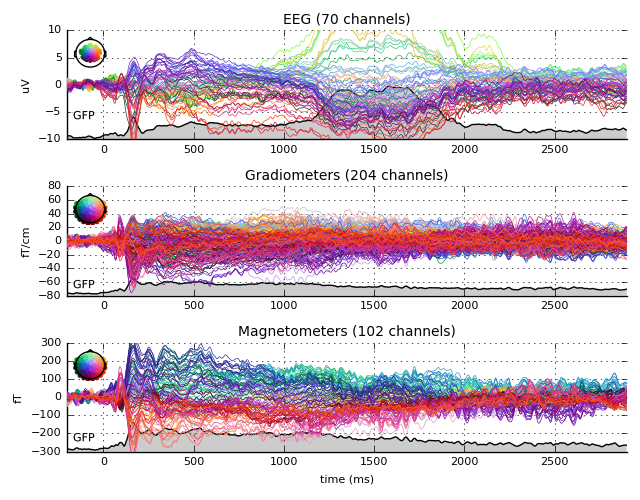 EEG (70 channels)
10
5
0
−5
−10
uV
GFP
0 500 1000 1500 2000 2500
Gradiometers (204 channels)
80
60
40
20
0
−20
−40
−60
−80
fT/cm
GFP
0 500 1000 1500 2000 2500
Magnetometers (102 channels)
300
200
100
0
−100
−200
−300
fT
GFP
0 500 1000 1500 2000 2500
time (ms)